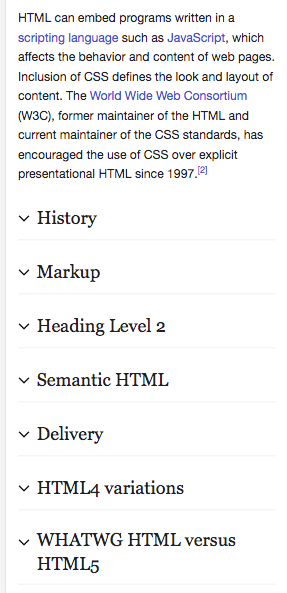 HTML can embed programs written in a
scripting language such as JavaScript, which
affects the behavior and content of web pages.
Inclusion of CSS defines the look and layout of
content. The World Wide Web Consortium
(W3C), former maintainer of the HTML and
current maintainer of the CSS standards, has
encouraged the use of CSS over explicit
presentational HTML since 1997.[2]
History
Markup
Heading Level 2
Semantic HTML
Delivery
HTML4 variations
WHATWG HTML versus
HTML5